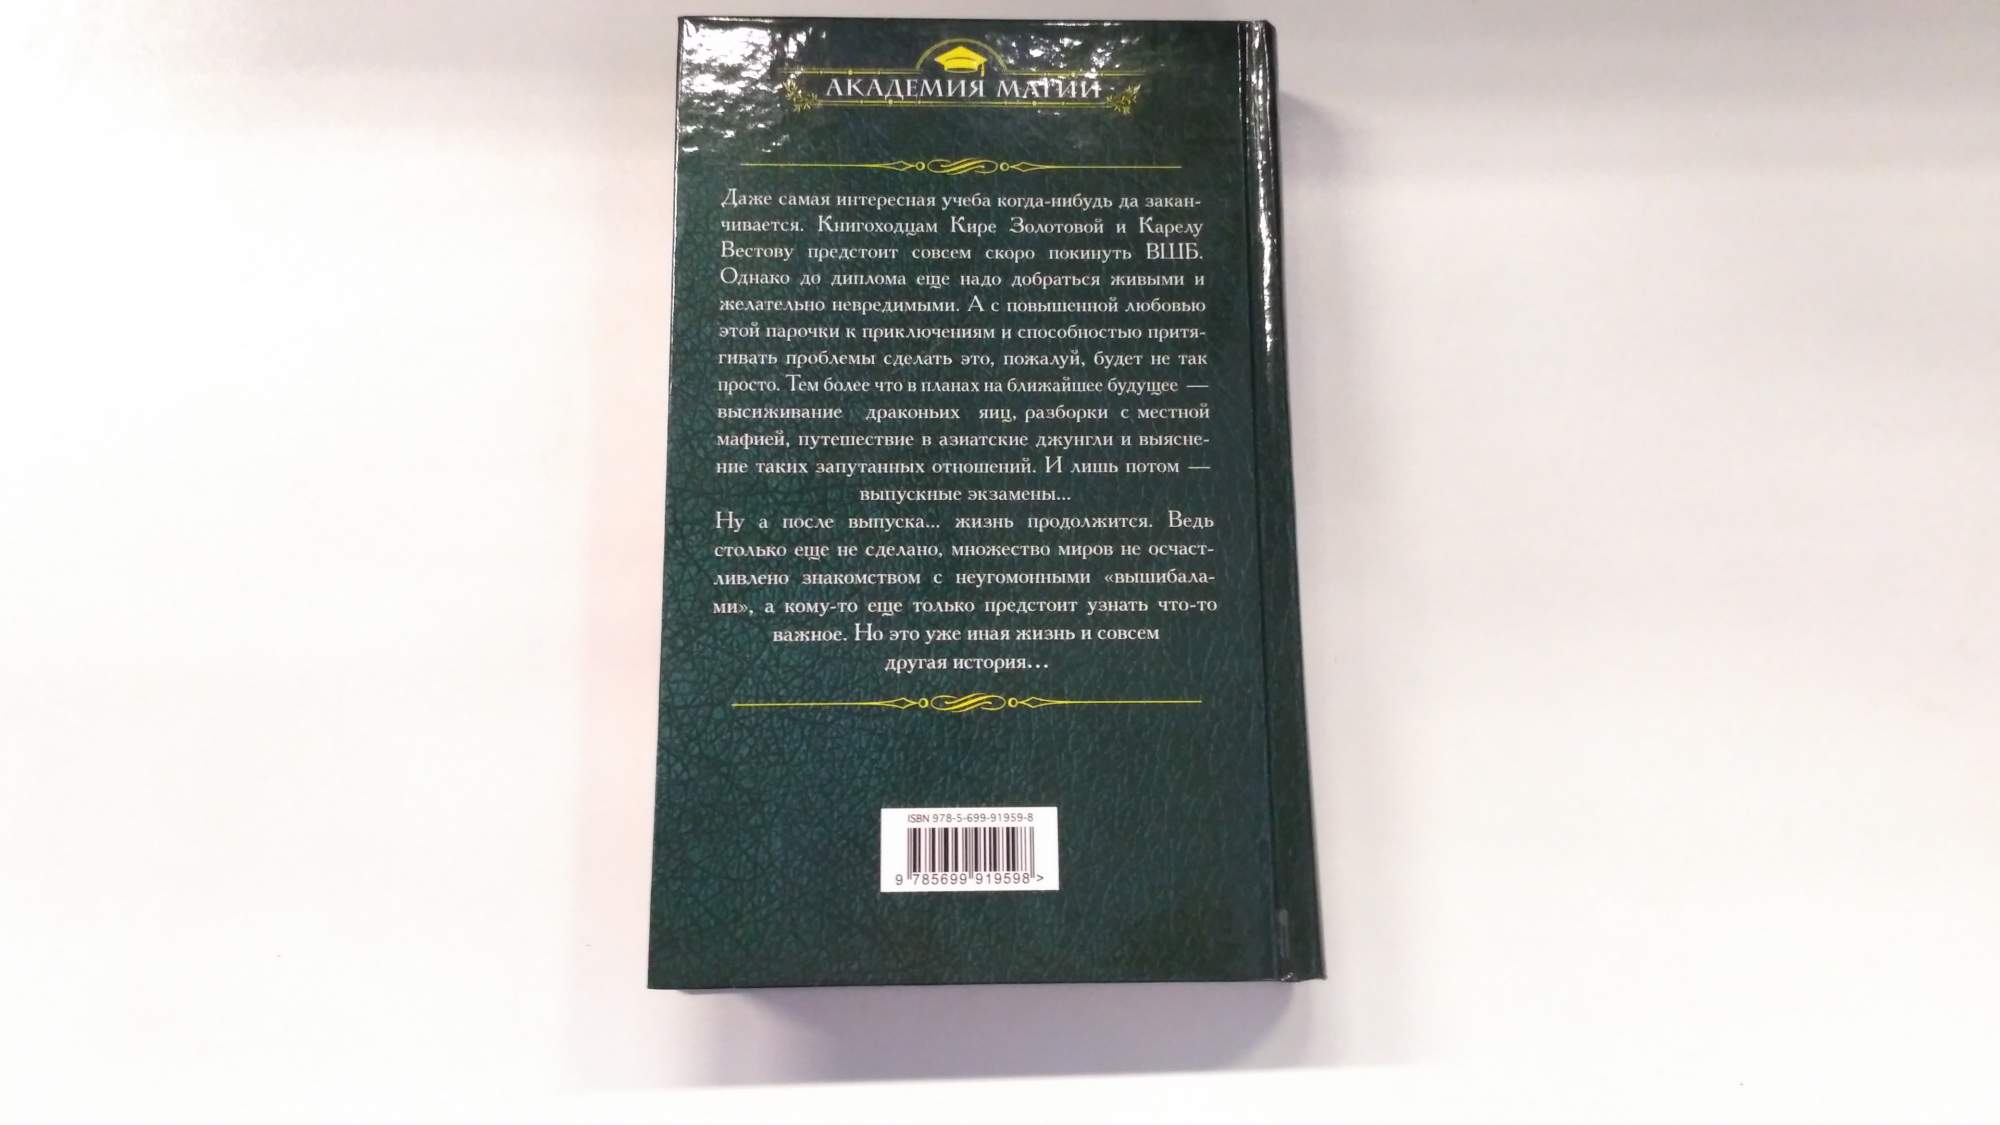 АКАДЕМИЯ МАГИИ
Даже самая интересная учеба когда-нибудь да закан-
чивается. Книгоходцам Кире Золотовой и Карелу
Вестову предстоит совсем скоро покинуть ВШБ.
Однако до диплома еще надо добраться живыми и
желательно невредимыми. А с повышенной любовью
этой парочки к приключениям и способностью притя-
гивать проблемы сделать это, пожалуй, будет не так
просто. Тем более что в планах на ближайшее будущее —
высиживание драконьих яиц, разборки с местной
мафией, путешествие в азиатские джунгли и выясне-
ние таких запутанных отношений. И лишь потом —
выпускные экзамены...
Ну а после выпуска... жизнь продолжится. Ведь
столько еще не сделано, множество миров не осчаст-
ливлено знакомством с неугомонными «вышибала-
ми», а кому-то еще только предстоит узнать что-то
важное. Но это уже иная жизнь и совсем
другая история...
ISBN 978-5-699-91959-8
9 785699 919598 >